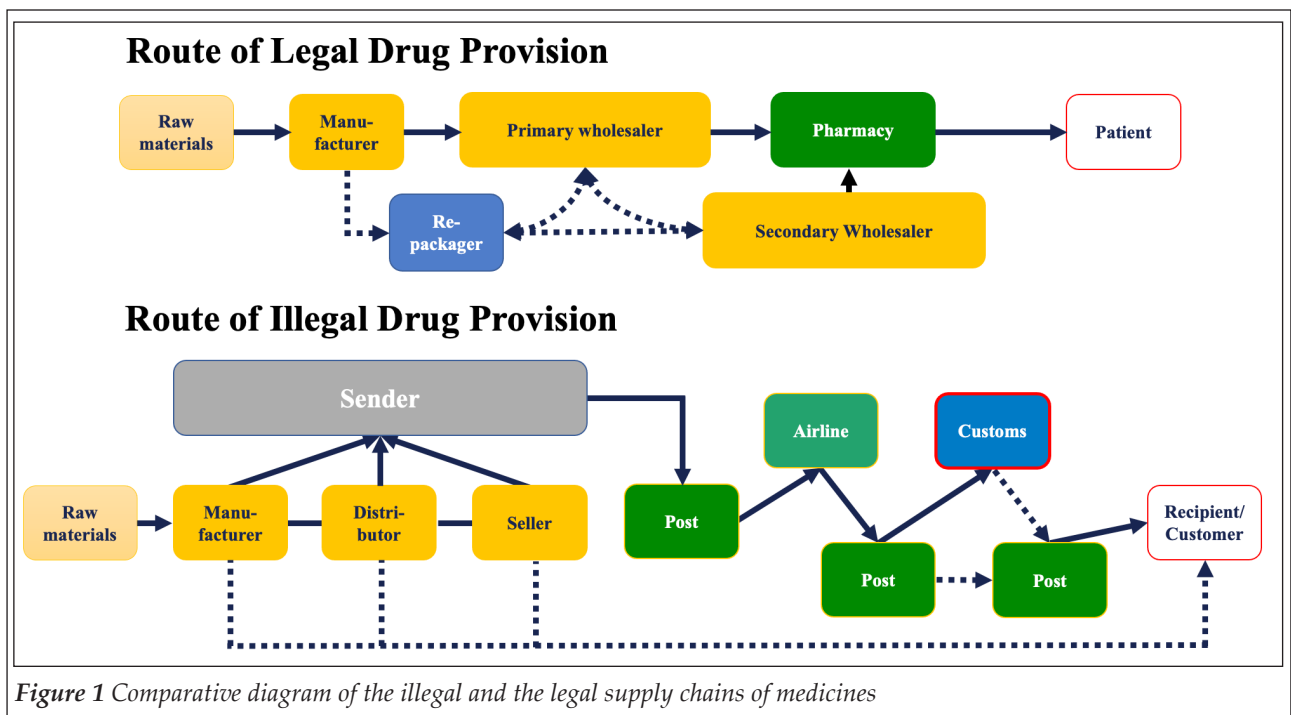 Route of Legal Drug Provision
Raw
materials
Manu-
facturer
Primary wholesaler
Pharmacy
Patient
Re-
packager
Secondary Wholesaler
Route of Illegal Drug Provision
Sender
Airline
Customs
Raw
materials
Manu-
facturer
Distri-
butor
Seller
Post
Recipient/
Customer
Post
Post
Figure 1 Comparative diagram of the illegal and the legal supply chains of medicines